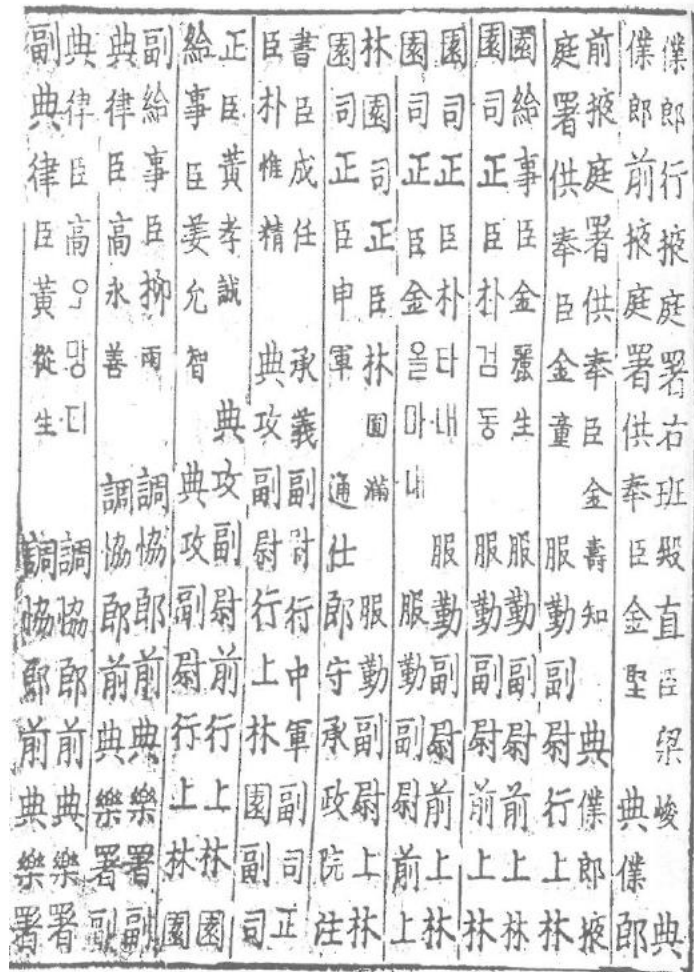 僕郎行掖庭署右班殿直臣梁峻 典
僕郎前掖庭署供奉臣金堅 典僕郎
前掖庭署供奉臣金壽知 典僕郎掖
庭署供奉臣金童 服勤副尉行上林
園給事臣金麗生 服勤副尉前上林
園司正臣朴검동 服勤副尉前上林
園司正臣朴타내 服勤副尉前上林
園司正臣金올마내 服勤副尉前上
林園司正臣林圓滿 服勤副尉上林
園司正臣申軍 通仕郎守承政院注
書臣成任 承義副尉行中軍副司正
臣朴惟精 典攻副尉行上林園副司
正臣黃孝誠 典攻副尉前行上林園
給事臣姜允智 典攻副尉行上林園
副給事臣柳雨 調協郎前典樂署副
典律臣高永善 調協郎前典樂署副
典律臣高ᄋᆞᆫ망디 調協郎前典樂署
副典律臣黃從生 調協郎前典樂署